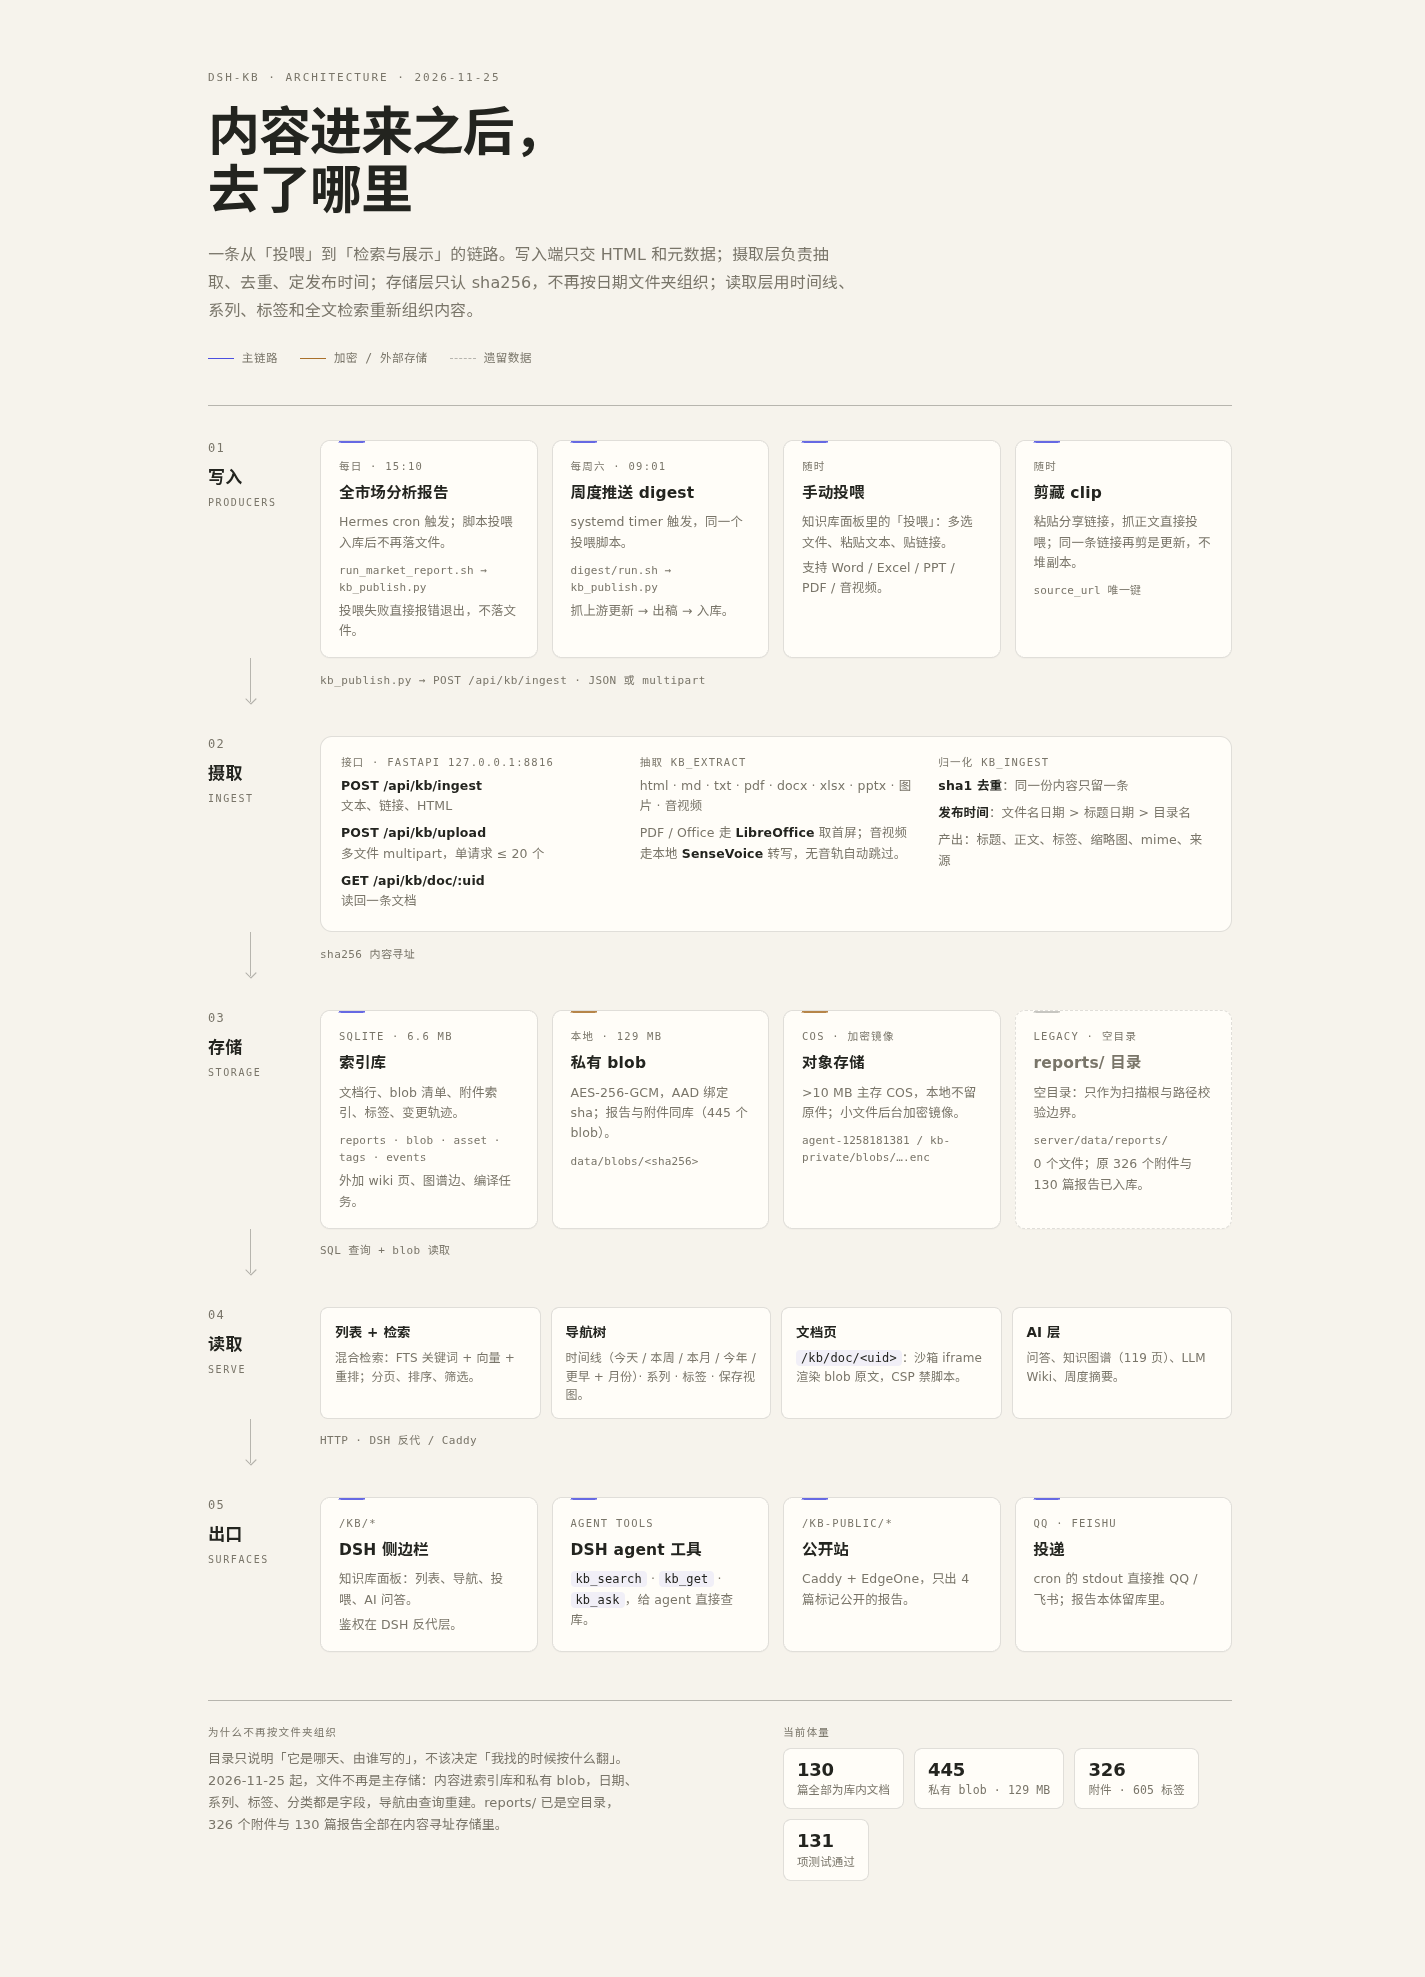 DSH-KB · ARCHITECTURE · 2026-11-25
内容进来之后，
去了哪里
一条从「投喂」到「检索与展示」的链路。写入端只交 HTML 和元数据；摄取层负责抽
取、去重、定发布时间；存储层只认 sha256，不再按日期文件夹组织；读取层用时间线、
系列、标签和全文检索重新组织内容。
主链路
加密 / 外部存储
遗留数据
01
写入
PRODUCERS
每日 · 15:10
全市场分析报告
Hermes cron 触发；脚本投喂
入库后不再落文件。
run_market_report.sh →
kb_publish.py
投喂失败直接报错退出，不落文
件。
每周六 · 09:01
周度推送 digest
systemd timer 触发，同一个
投喂脚本。
digest/run.sh →
kb_publish.py
抓上游更新 → 出稿 → 入库。
随时
手动投喂
知识库面板里的「投喂」：多选
文件、粘贴文本、贴链接。
支持 Word / Excel / PPT /
PDF / 音视频。
随时
剪藏 clip
粘贴分享链接，抓正文直接投
喂；同一条链接再剪是更新，不
堆副本。
source_url 唯一键
kb_publish.py → POST /api/kb/ingest · JSON 或 multipart
02
摄取
INGEST
接口 · FASTAPI 127.0.0.1:8816
POST /api/kb/ingest
文本、链接、HTML
POST /api/kb/upload
多文件 multipart，单请求 ≤ 20 个
GET /api/kb/doc/:uid
读回一条文档
抽取 KB_EXTRACT
html · md · txt · pdf · docx · xlsx · pptx · 图
片 · 音视频
PDF / Office 走 LibreOffice 取首屏；音视频
走本地 SenseVoice 转写，无音轨自动跳过。
归一化 KB_INGEST
sha1 去重：同一份内容只留一条
发布时间：文件名日期 > 标题日期 > 目录名
产出：标题、正文、标签、缩略图、mime、来
源
sha256 内容寻址
03
存储
STORAGE
SQLITE · 6.6 MB
索引库
文档行、blob 清单、附件索
引、标签、变更轨迹。
reports · blob · asset ·
tags · events
外加 wiki 页、图谱边、编译任
务。
本地 · 129 MB
私有 blob
AES-256-GCM，AAD 绑定
sha；报告与附件同库（445 个
blob）。
data/blobs/<sha256>
COS · 加密镜像
对象存储
>10 MB 主存 COS，本地不留
原件；小文件后台加密镜像。
agent-1258181381 / kb-
private/blobs/….enc
LEGACY · 空目录
reports/ 目录
空目录：只作为扫描根与路径校
验边界。
server/data/reports/
0 个文件；原 326 个附件与
130 篇报告已入库。
SQL 查询 + blob 读取
04
读取
SERVE
列表 + 检索
混合检索：FTS 关键词 + 向量 +
重排；分页、排序、筛选。
导航树
时间线（今天 / 本周 / 本月 / 今年 /
更早 + 月份）· 系列 · 标签 · 保存视
图。
文档页
/kb/doc/<uid>：沙箱 iframe
渲染 blob 原文，CSP 禁脚本。
AI 层
问答、知识图谱（119 页）、LLM
Wiki、周度摘要。
HTTP · DSH 反代 / Caddy
05
出口
SURFACES
/KB/*
DSH 侧边栏
知识库面板：列表、导航、投
喂、AI 问答。
鉴权在 DSH 反代层。
AGENT TOOLS
DSH agent 工具
kb_search · kb_get ·
kb_ask，给 agent 直接查
库。
/KB-PUBLIC/*
公开站
Caddy + EdgeOne，只出 4
篇标记公开的报告。
QQ · FEISHU
投递
cron 的 stdout 直接推 QQ /
飞书；报告本体留库里。
为什么不再按文件夹组织
目录只说明「它是哪天、由谁写的」，不该决定「我找的时候按什么翻」。
2026-11-25 起，文件不再是主存储：内容进索引库和私有 blob，日期、
系列、标签、分类都是字段，导航由查询重建。reports/ 已是空目录，
326 个附件与 130 篇报告全部在内容寻址存储里。
当前体量
130
篇全部为库内文档
445
私有 blob · 129 MB
326
附件 · 605 标签
131
项测试通过